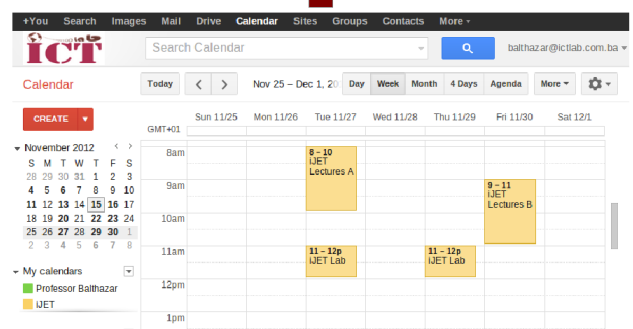 +You Search Images Mail Drive Calendar Sites Groups Contacts More
ICT
Search Calendar
balthazar@ictlab.com.ba
Calendar
Today
Nov 25 – Dec 1, 20
Day Week Month 4 Days Agenda
More
CREATE
Sun 11/25 Mon 11/26 Tue 11/27 Wed 11/28 Thu 11/29 Fri 11/30 Sat 12/1
GMT+01
November 2012
S M T W T F S
28 29 30 31 1 2 3
4 5 6 7 8 9 10
11 12 13 14 15 16 17
18 19 20 21 22 23 24
25 26 27 28 29 30 1
2 3 4 5 6 7 8
8am
8 – 10
iJET
Lectures A
9am
9 – 11
iJET
Lectures B
10am
11am
11 – 12p
iJET Lab
11 – 12p
iJET Lab
12pm
1pm
My calendars
Professor Balthazar
iJET